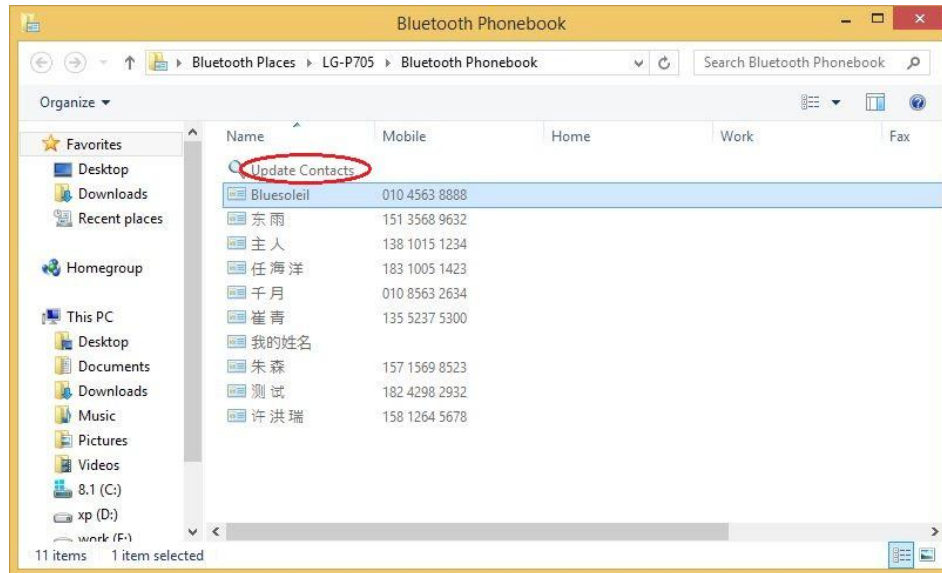 Bluetooth Phonebook
Bluetooth Places LG-P705 Bluetooth Phonebook
Search Bluetooth Phonebook
Organize
Favorites
Desktop
Downloads
Recent places
Homegroup
This PC
Desktop
Documents
Downloads
Music
Pictures
Videos
8.1 (C:)
xp (D:)
work (E:)
Name Mobile Home Work Fax
Update Contacts
Bluesoleil 010 4563 8888
东 雨 151 3568 9632
主 人 138 1015 1234
任 海 洋 183 1005 1423
千 月 010 8563 2634
崔 青 135 5237 5300
我的姓名
朱 森 157 1569 8523
测 试 182 4298 2932
许 洪 瑞 158 1264 5678
11 items 1 item selected